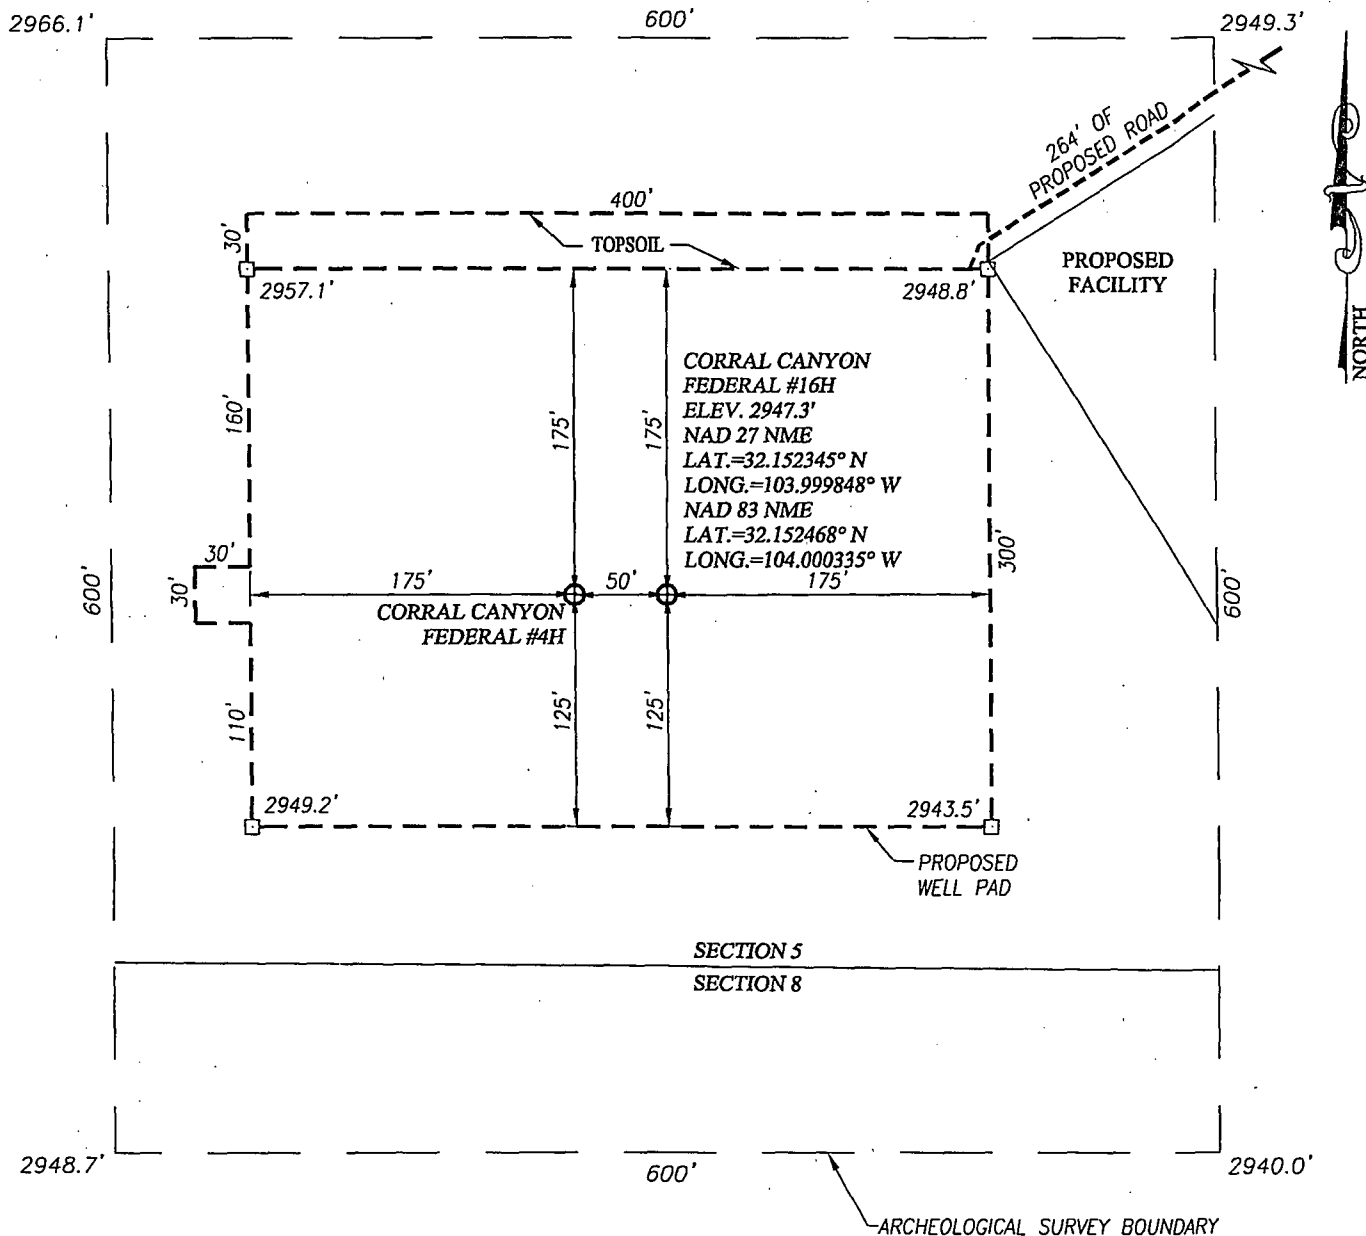 2966.1' 600' 2949.3'
264' OF
PROPOSED ROAD
400'
30' TOPSOIL
PROPOSED
FACILITY
NORTH
2957.1' 2948.8'
CORRAL CANYON
FEDERAL #16H
ELEV. 2947.3'
NAD 27 NME
LAT.=32.152345° N
LONG.=103.999848° W
NAD 83 NME
LAT.=32.152468° N
LONG.=104.000335° W
160' 175' 175'
300'
30'
30'
175' 50' 175'
600' 600'
CORRAL CANYON
FEDERAL #4H
110' 125' 125'
2949.2' 2943.5'
PROPOSED
WELL PAD
SECTION 5
SECTION 8
2948.7' 600' 2940.0'
ARCHEOLOGICAL SURVEY BOUNDARY